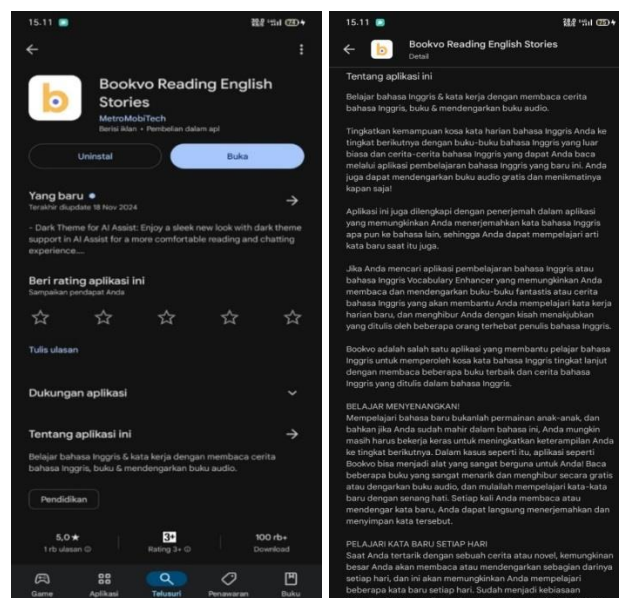 15.11
72
Bookvo Reading English
Stories
MetroMobiTech
Berisi iklan • Pembelian dalam apl
Uninstal
Buka
Yang baru •
Terakhir diupdate 18 Nov 2024
- Dark Theme for AI Assist: Enjoy a sleek new look with dark theme
support in AI Assist for a more comfortable reading and chatting
experience....
Beri rating aplikasi ini
Sampaikan pendapat Anda
Tulis ulasan
Dukungan aplikasi
Tentang aplikasi ini
Belajar bahasa Inggris & kata kerja dengan membaca cerita
bahasa Inggris, buku & mendengarkan buku audio.
Pendidikan
5,0★
1 rb ulasan
3+
Rating 3+
100 rb+
Download
Game
Aplikasi
Telusuri
Penawaran
Buku
15.11
Bookvo Reading English Stories
Detail
Tentang aplikasi ini
Belajar bahasa Inggris & kata kerja dengan membaca cerita
bahasa Inggris, buku & mendengarkan buku audio.
Tingkatkan kemampuan kosa kata harian bahasa Inggris Anda ke
tingkat berikutnya dengan buku-buku bahasa Inggris yang luar
biasa dan cerita-cerita bahasa Inggris yang dapat Anda baca
melalui aplikasi pembelajaran bahasa Inggris yang baru ini. Anda
juga dapat mendengarkan buku audio gratis dan menikmatinya
kapan saja!
Aplikasi ini juga dilengkapi dengan penerjemah dalam aplikasi
yang memungkinkan Anda menerjemahkan kata bahasa Inggris
apa pun ke bahasa lain, sehingga Anda dapat mempelajari arti
kata baru saat itu juga.
Jika Anda mencari aplikasi pembelajaran bahasa Inggris atau
bahasa Inggris Vocabulary Enhancer yang memungkinkan Anda
membaca dan mendengarkan buku-buku fantastis atau cerita
bahasa Inggris yang akan membantu Anda mempelajari kata kerja
harian baru, dan menghibur Anda dengan kisah menakjubkan
yang ditulis oleh beberapa orang terhebat penulis bahasa Inggris.
Bookvo adalah salah satu aplikasi yang membantu pelajar bahasa
Inggris untuk memperoleh kosa kata bahasa Inggris tingkat lanjut
dengan membaca beberapa buku terbaik dan cerita bahasa
Inggris yang ditulis dalam bahasa Inggris.
BELAJAR MENYENANGKAN!
Mempelajari bahasa baru bukanlah permainan anak-anak, dan
bahkan jika Anda sudah mahir dalam bahasa ini, Anda mungkin
masih harus bekerja keras untuk meningkatkan keterampilan Anda
ke tingkat berikutnya. Dalam kasus seperti itu, aplikasi seperti
Bookvo bisa menjadi alat yang sangat berguna untuk Anda! Baca
beberapa buku yang sangat menarik dan menghibur secara gratis
atau dengarkan buku audio, dan mulailah mempelajari kata-kata
baru dengan senang hati. Setiap kali Anda membaca atau
mendengar kata baru, Anda dapat langsung menerjemahkan dan
menyimpan kata tersebut.
PELAJARI KATA BARU SETIAP HARI
Saat Anda tertarik dengan sebuah cerita atau novel, kemungkinan
besar Anda akan membaca atau mendengarkan sebagian darinya
setiap hari, dan ini akan memungkinkan Anda mempelajari
beberapa kata baru setiap hari. Sudah menjadi kebiasaan